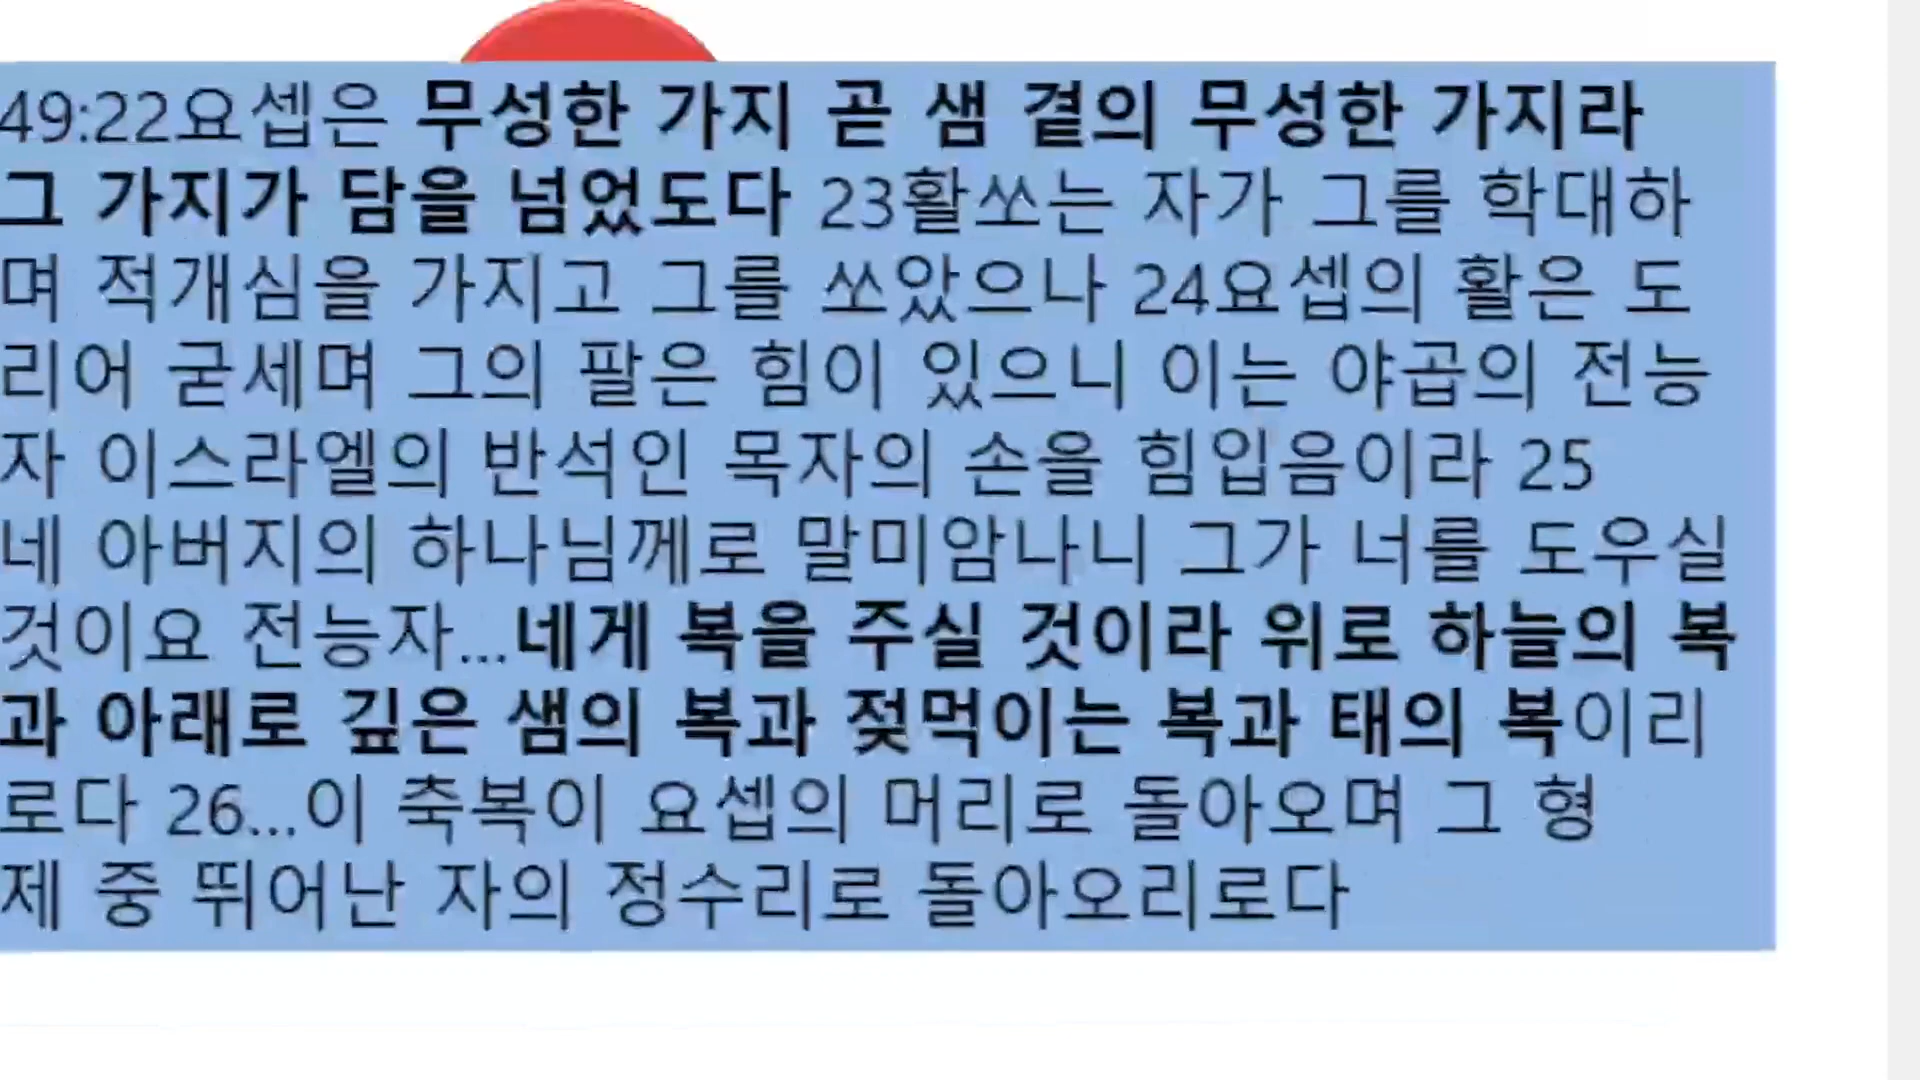 49:22요셉은 무성한 가지 곧 샘 곁의 무성한 가지라
그 가지가 담을 넘었도다 23활쏘는 자가 그를 학대하
며 적개심을 가지고 그를 쏘았으나 24요셉의 활은 도
리어 굳세며 그의 팔은 힘이 있으니 이는 야곱의 전능
자 이스라엘의 반석인 목자의 손을 힘입음이라 25
네 아버지의 하나님께로 말미암나니 그가 너를 도우실
것이요 전능자...네게 복을 주실 것이라 위로 하늘의 복
과 아래로 깊은 샘의 복과 젖먹이는 복과 태의 복이리
로다 26...이 축복이 요셉의 머리로 돌아오며 그 형
제 중 뛰어난 자의 정수리로 돌아오리로다